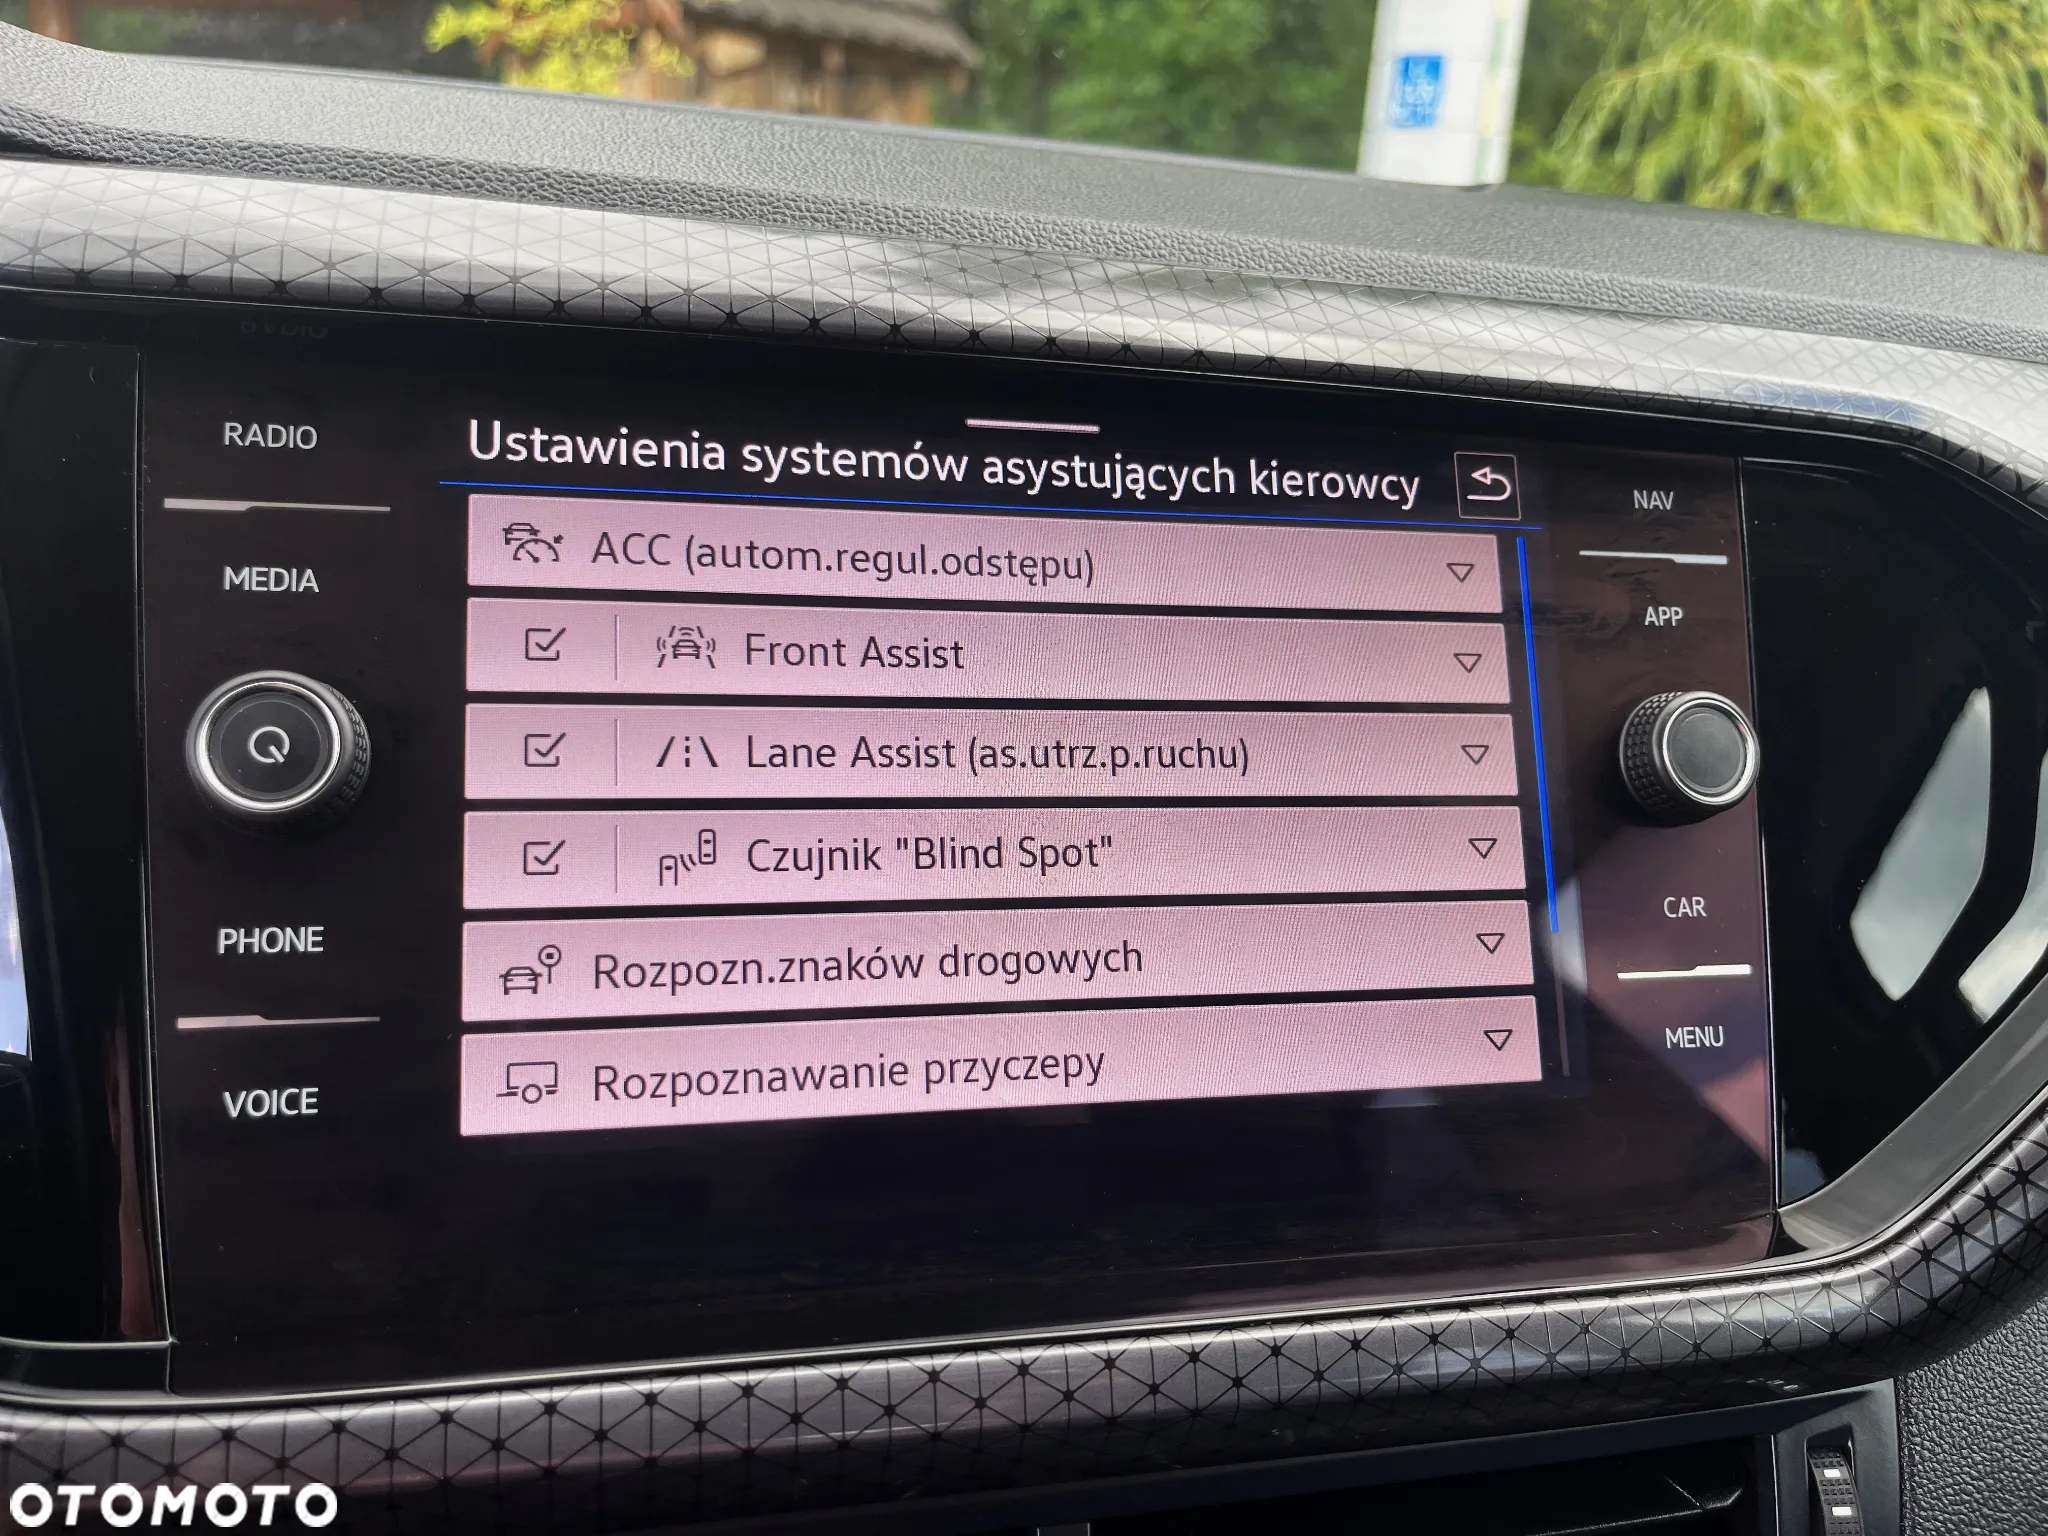 RADIO
MEDIA
PHONE
VOICE
Ustawienia systemów asystujących kierowcy
ACC (autom.regul.odstępu)
Front Assist
Lane Assist (as.utrz.p.ruchu)
Czujnik "Blind Spot"
Rozpozn.znaków drogowych
Rozpoznawanie przyczepy
NAV
APP
CAR
MENU
OTOMOTO